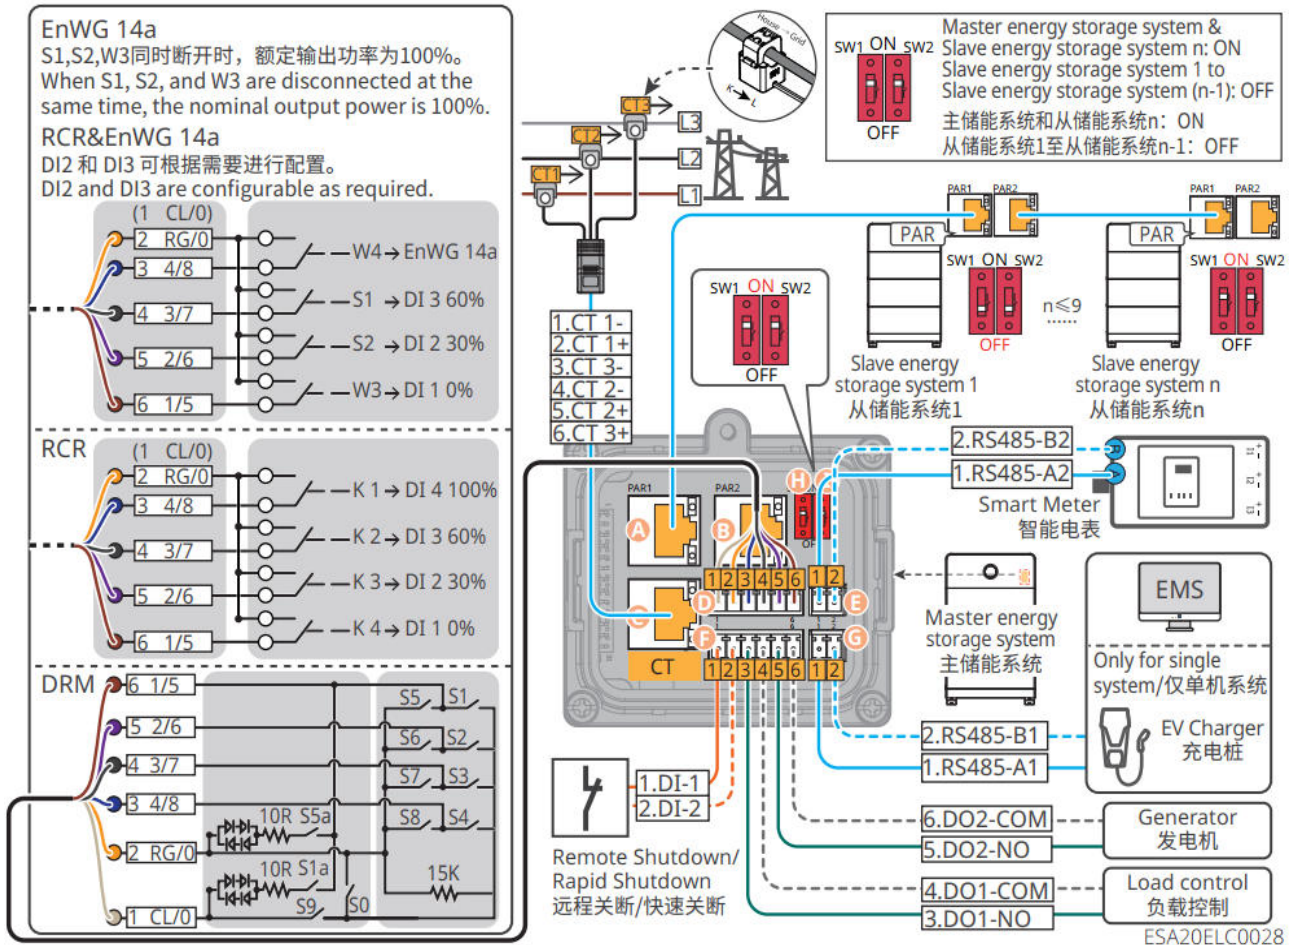 EnWG 14a
S1,S2,W3同时断开时，额定输出功率为100%。
When S1, S2, and W3 are disconnected at the
same time, the nominal output power is 100%.
RCR&EnWG 14a
DI2 和 DI3 可根据需要进行配置。
DI2 and DI3 are configurable as required.
(1 CL/0)
2 RG/0
3 4/8
4 3/7
5 2/6
6 1/5
W4→EnWG 14a
S1 →DI 3 60%
S2 →DI 2 30%
W3→DI 1 0%
RCR
(1 CL/0)
2 RG/0
3 4/8
4 3/7
5 2/6
6 1/5
K 1→DI 4 100%
K 2→DI 3 60%
K 3→DI 2 30%
K 4→DI 1 0%
DRM
6 1/5
5 2/6
4 3/7
3 4/8
2 RG/0
1 CL/0
S5 S1
S6 S2
S7 S3
S8 S4
10R S5a
10R S1a
S9 S0
15K
House → Grid
K→L
CT3
CT2
CT1
L3
L2
L1
1.CT 1-
2.CT 1+
3.CT 3-
4.CT 2-
5.CT 2+
6.CT 3+
SW1 ON SW2
OFF
Master energy storage system &
Slave energy storage system n: ON
Slave energy storage system 1 to
Slave energy storage system (n-1): OFF
主储能系统和从储能系统n：ON
从储能系统1至从储能系统n-1：OFF
PAR1 PAR2
PAR
SW1 ON SW2
OFF
Slave energy
storage system 1
从储能系统1
n≤9
......
PAR1 PAR2
PAR
SW1 ON SW2
OFF
Slave energy
storage system n
从储能系统n
SW1 ON SW2
OFF
PAR1
PAR2
A
B
C
D
E
F
G
H
CT
1 2 3 4 5 6
1 2
1 2 3 4 5 6
1 2
2.RS485-B2
1.RS485-A2
B
A
Smart Meter
智能电表
Master energy
storage system
主储能系统
EMS
Only for single
system/仅单机系统
EV Charger
充电桩
2.RS485-B1
1.RS485-A1
1.DI-1
2.DI-2
Remote Shutdown/
Rapid Shutdown
远程关断/快速关断
6.DO2-COM
5.DO2-NO
Generator
发电机
4.DO1-COM
3.DO1-NO
Load control
负载控制
ESA20ELC0028